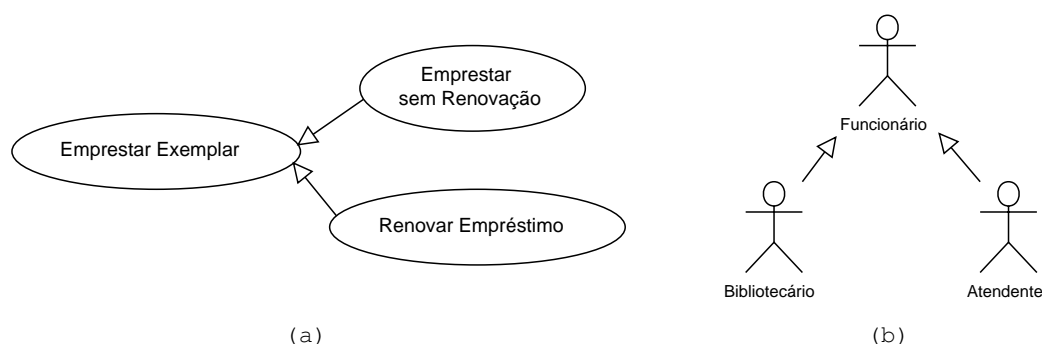 Emprestar
sem Renovação
Emprestar Exemplar
Renovar Empréstimo
(a)
Funcionário
Bibliotecário
Atendente
(b)